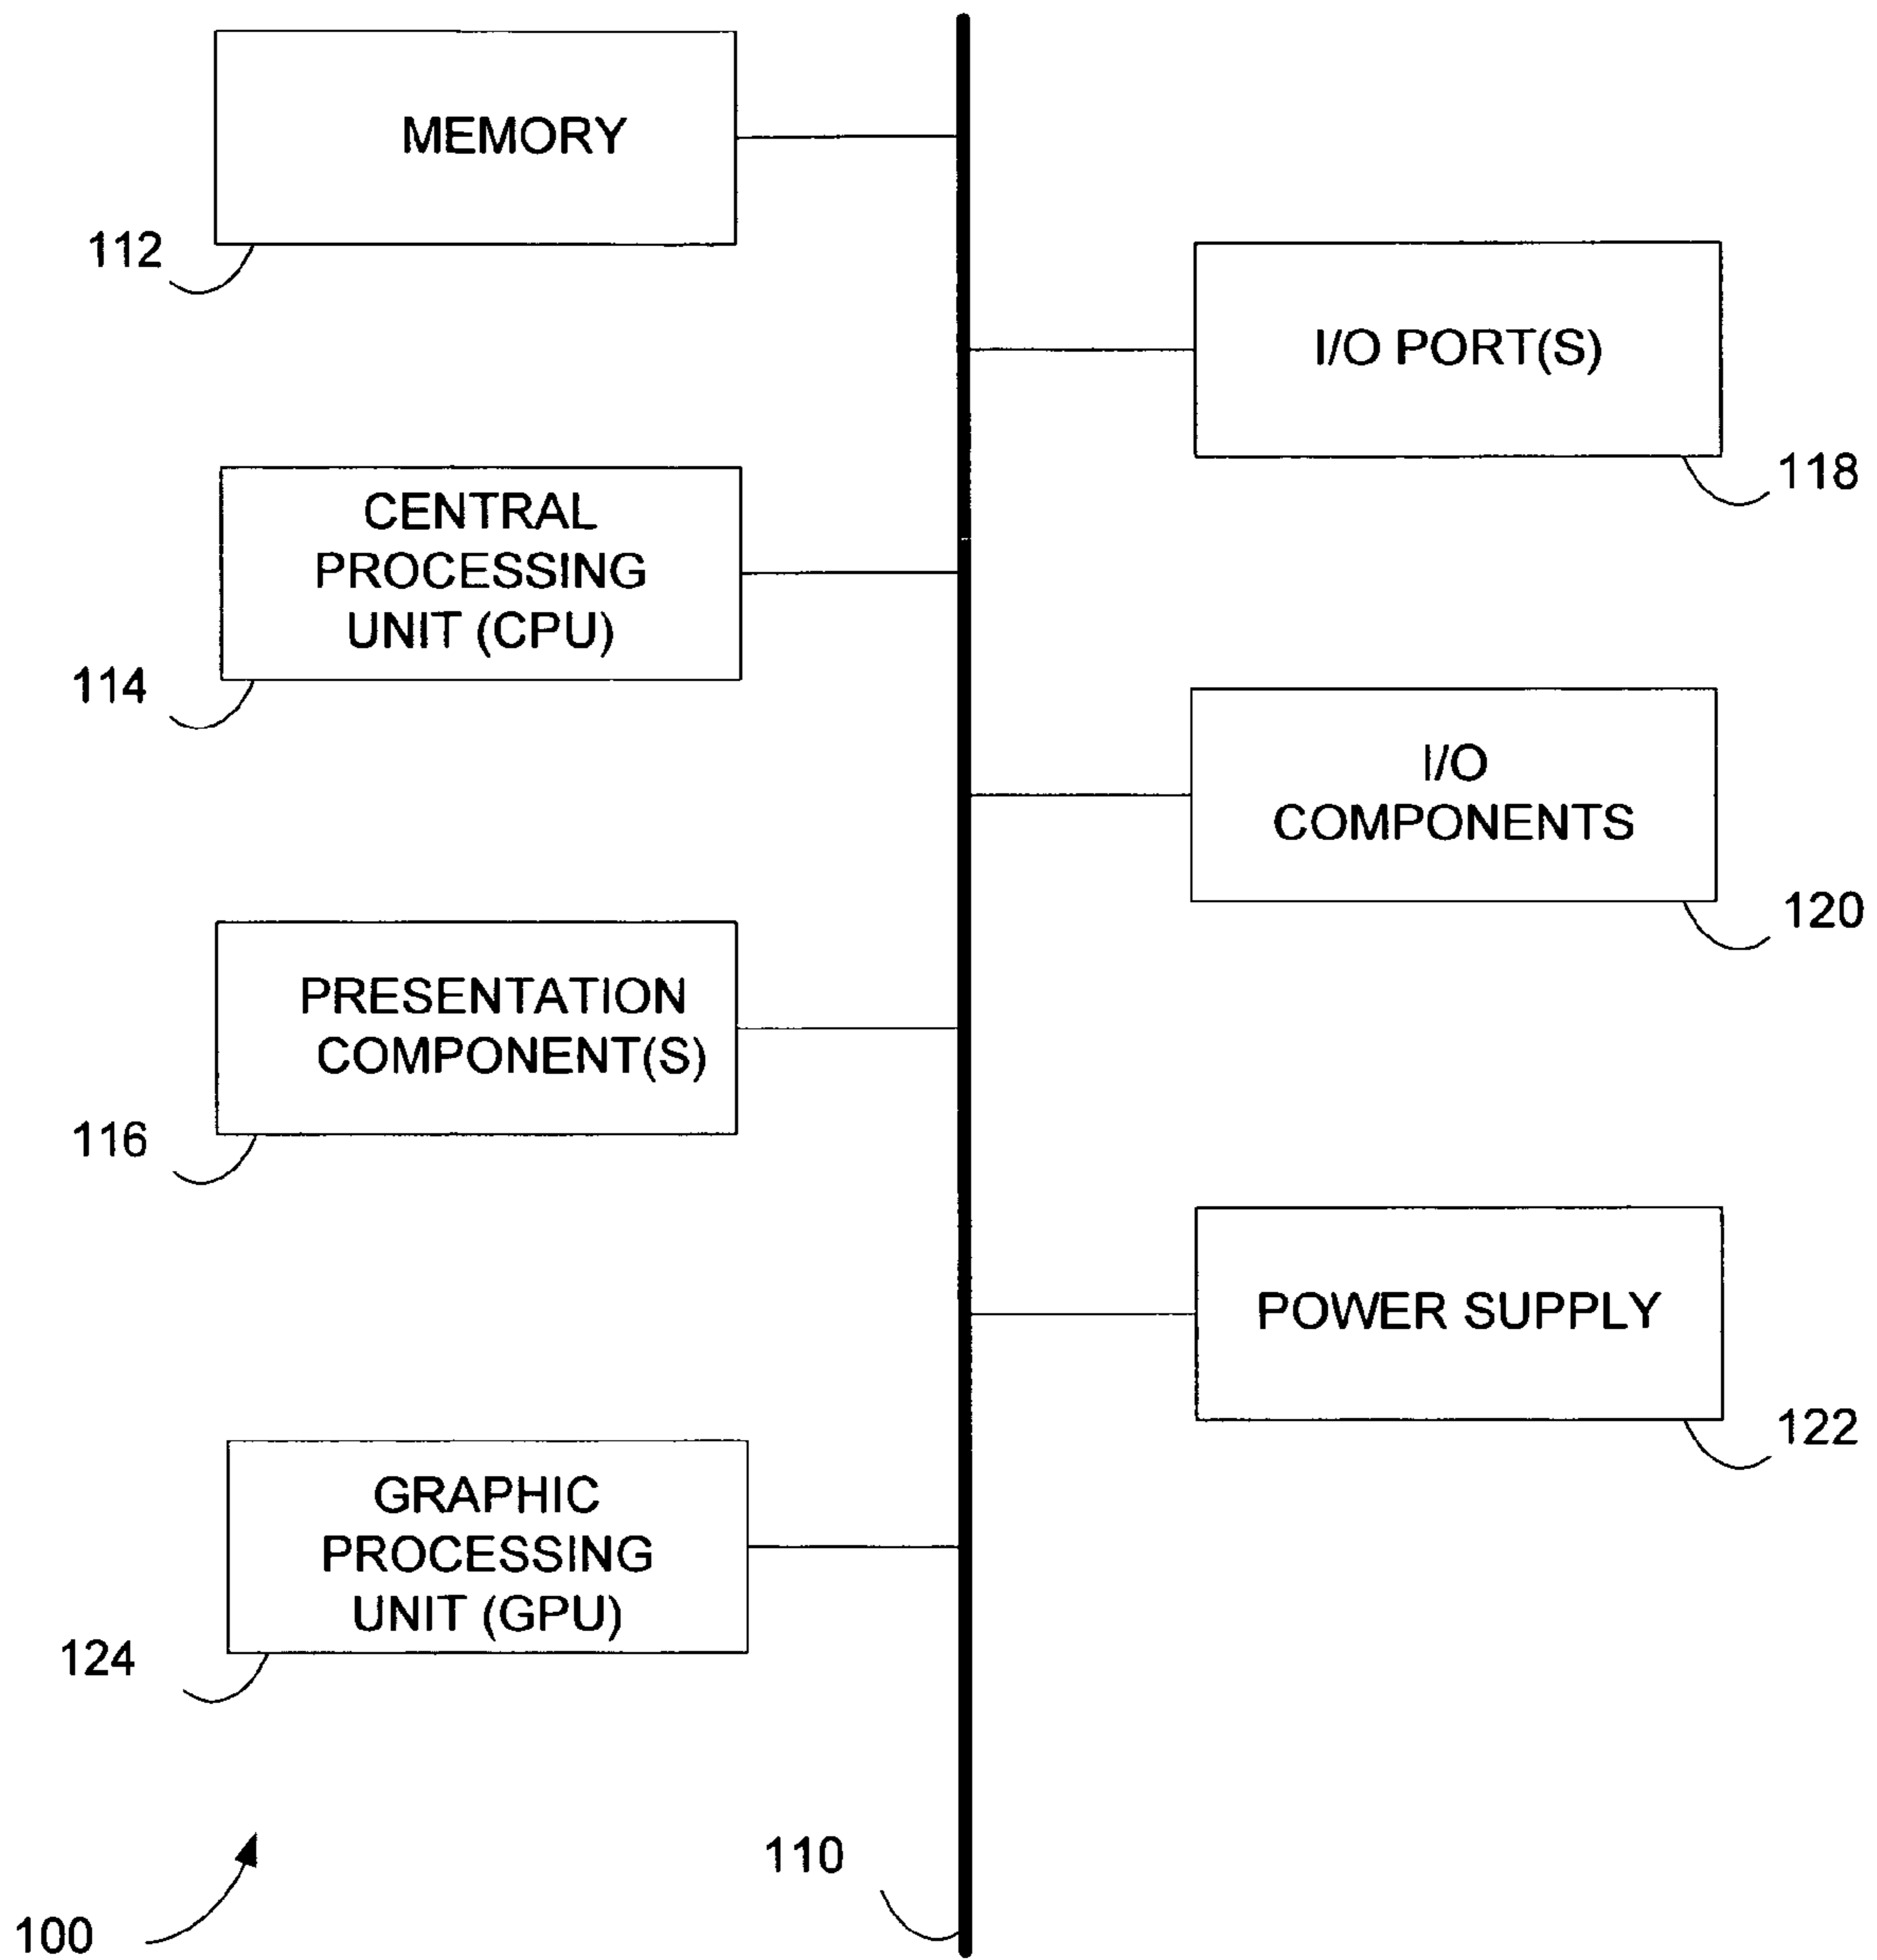 MEMORY
112
I/O PORT(S)
118
CENTRAL
PROCESSING
UNIT (CPU)
114
I/O
COMPONENTS
120
PRESENTATION
COMPONENT(S)
116
POWER SUPPLY
122
GRAPHIC
PROCESSING
UNIT (GPU)
124
110
100